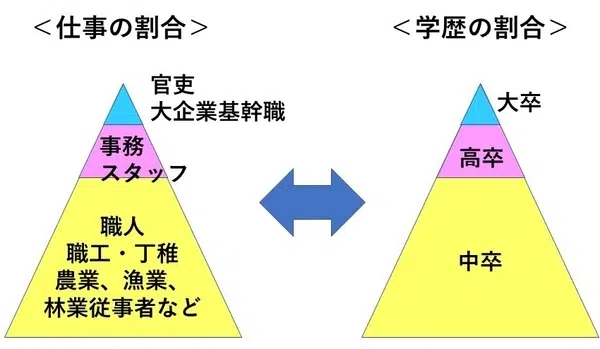 ＜仕事の割合＞
官吏
大企業基幹職
事務
スタッフ
職人
職工・丁稚
農業、漁業、
林業従事者など
＜学歴の割合＞
大卒
高卒
中卒